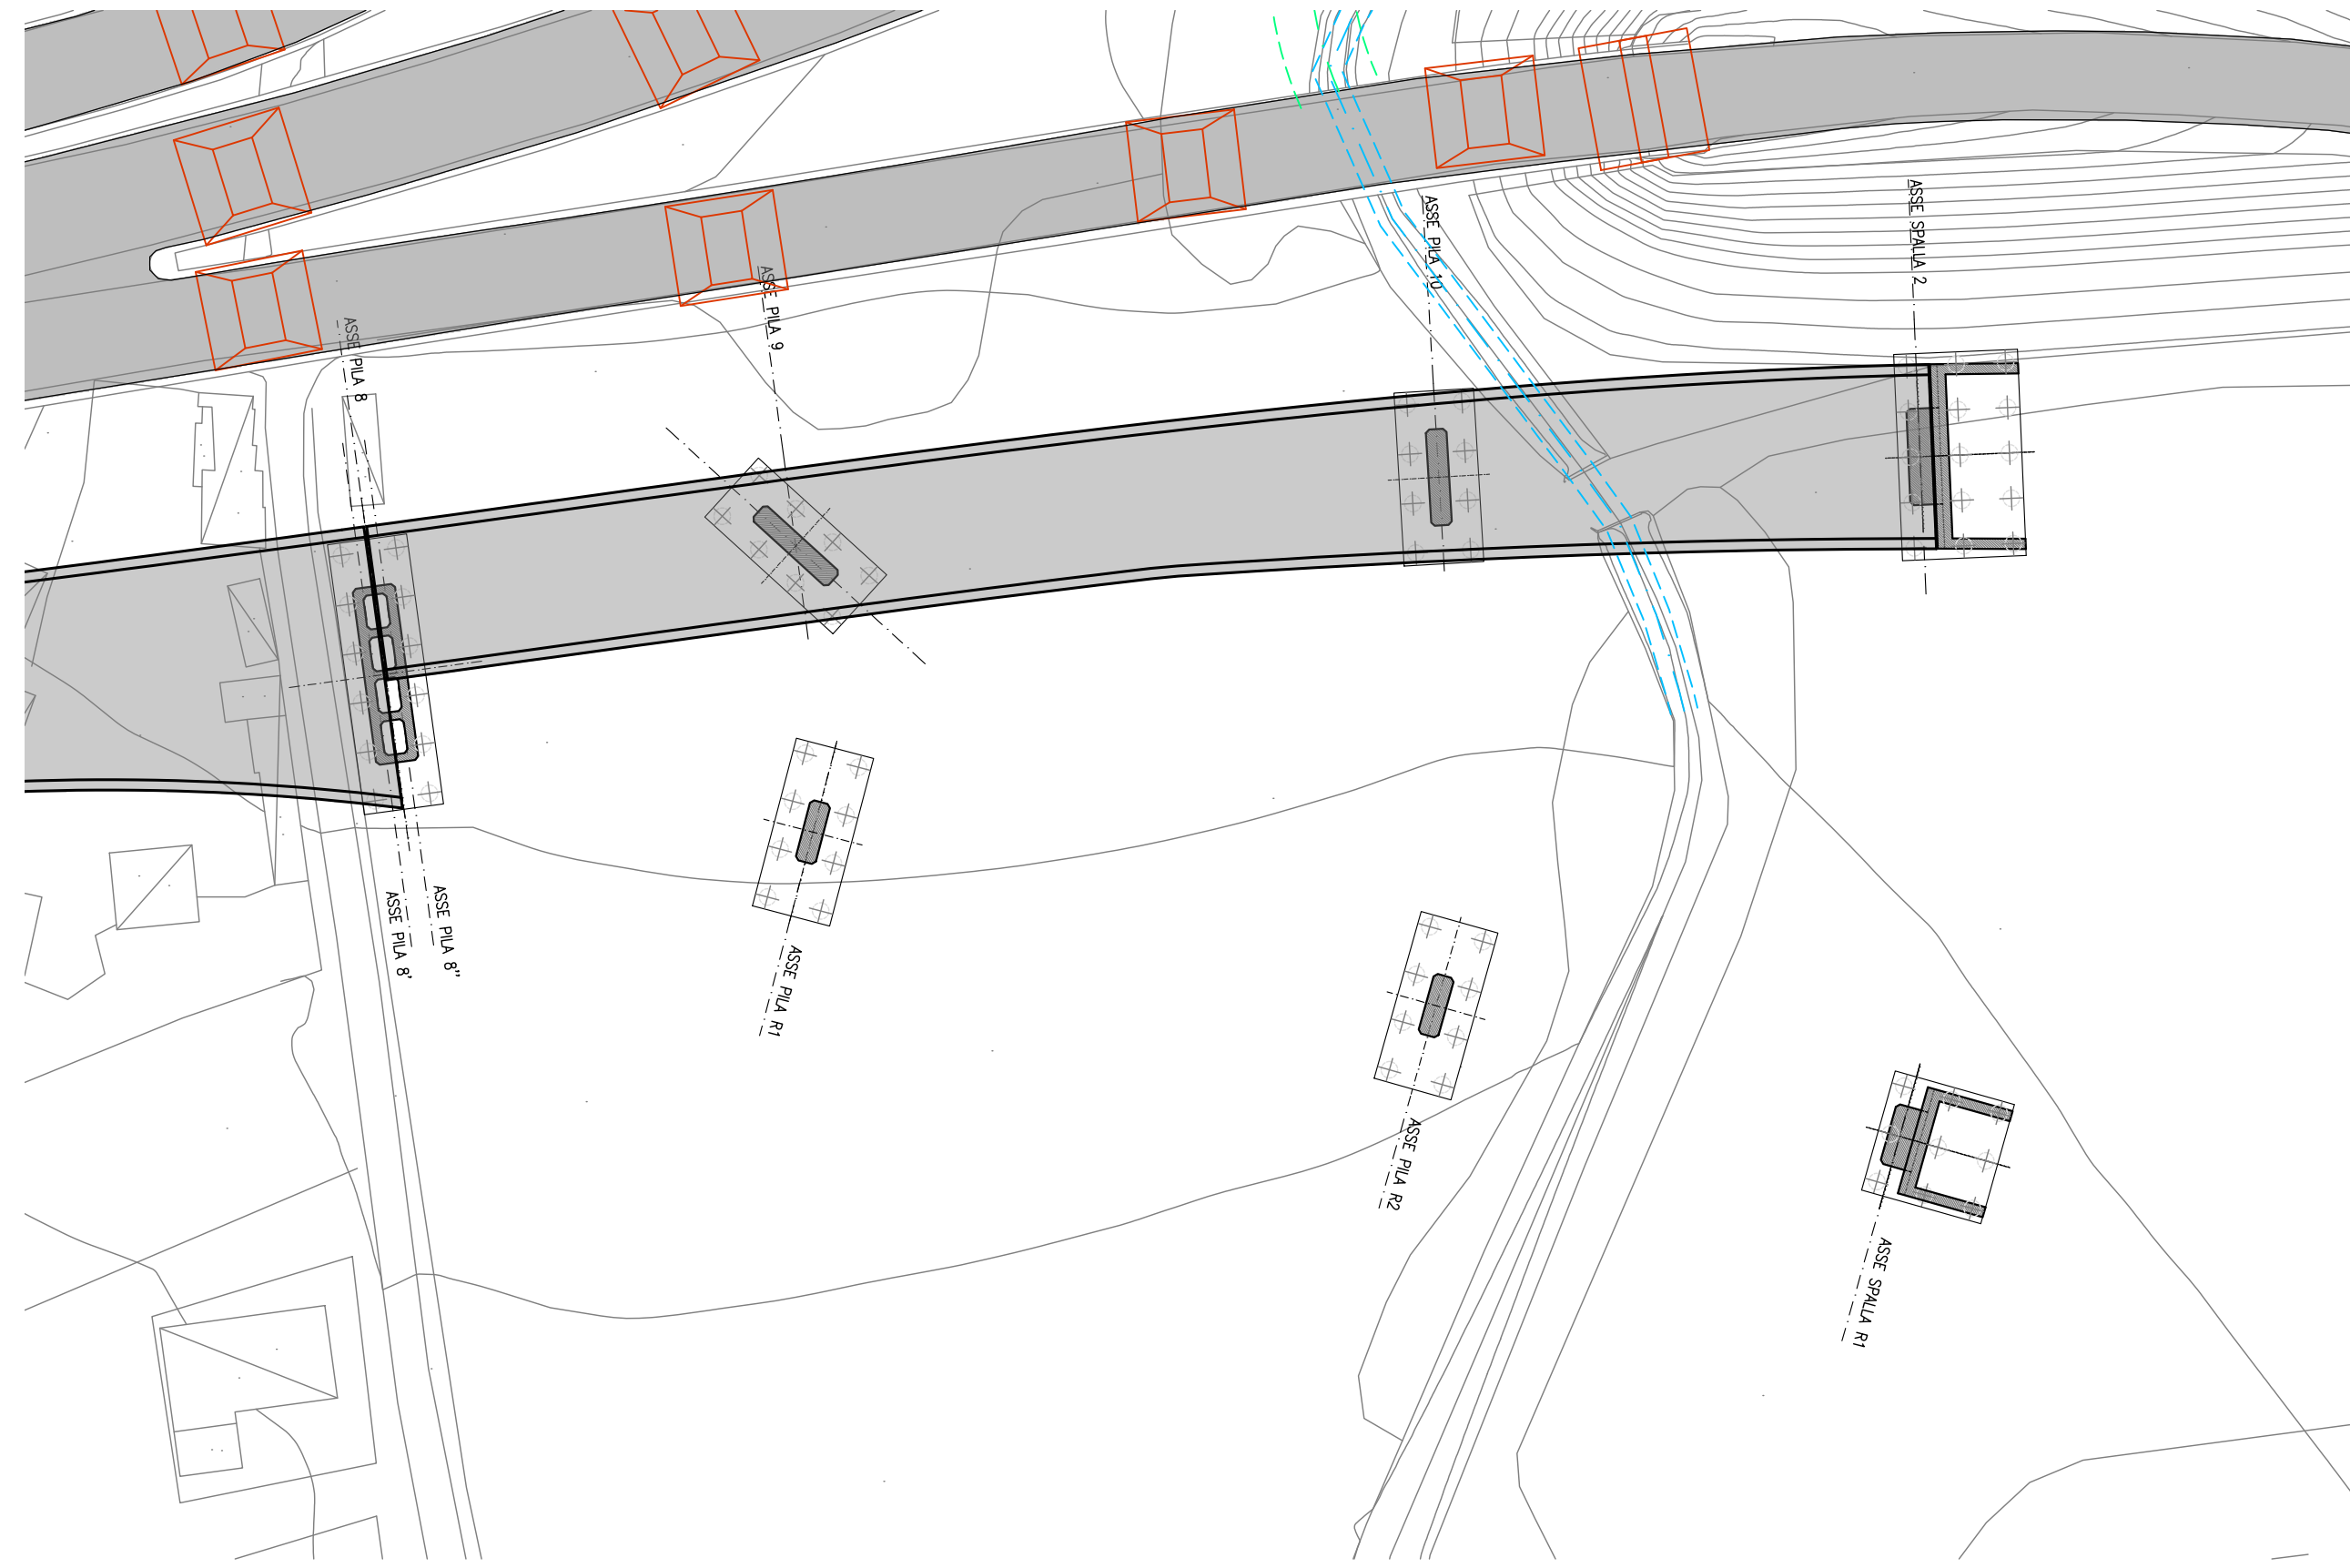 ASSE SPALLA 2
ASSE PILA 10
ASSE PILA 9
ASSE PILA 8
ASSE PILA 8'
ASSE PILA 8''
ASSE PILA R1
ASSE PILA R2
ASSE SPALLA R1